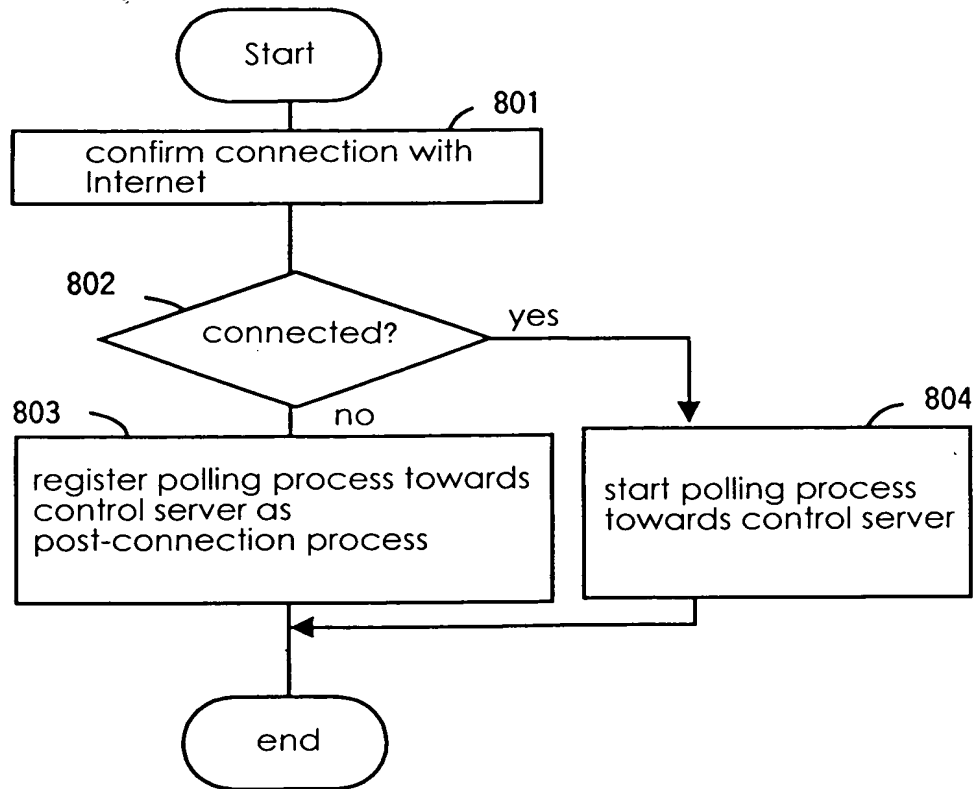 Start
801
confirm connection with
Internet
802
connected?
yes
no
803
register polling process towards
control server as
post-connection process
804
start polling process
towards control server
end